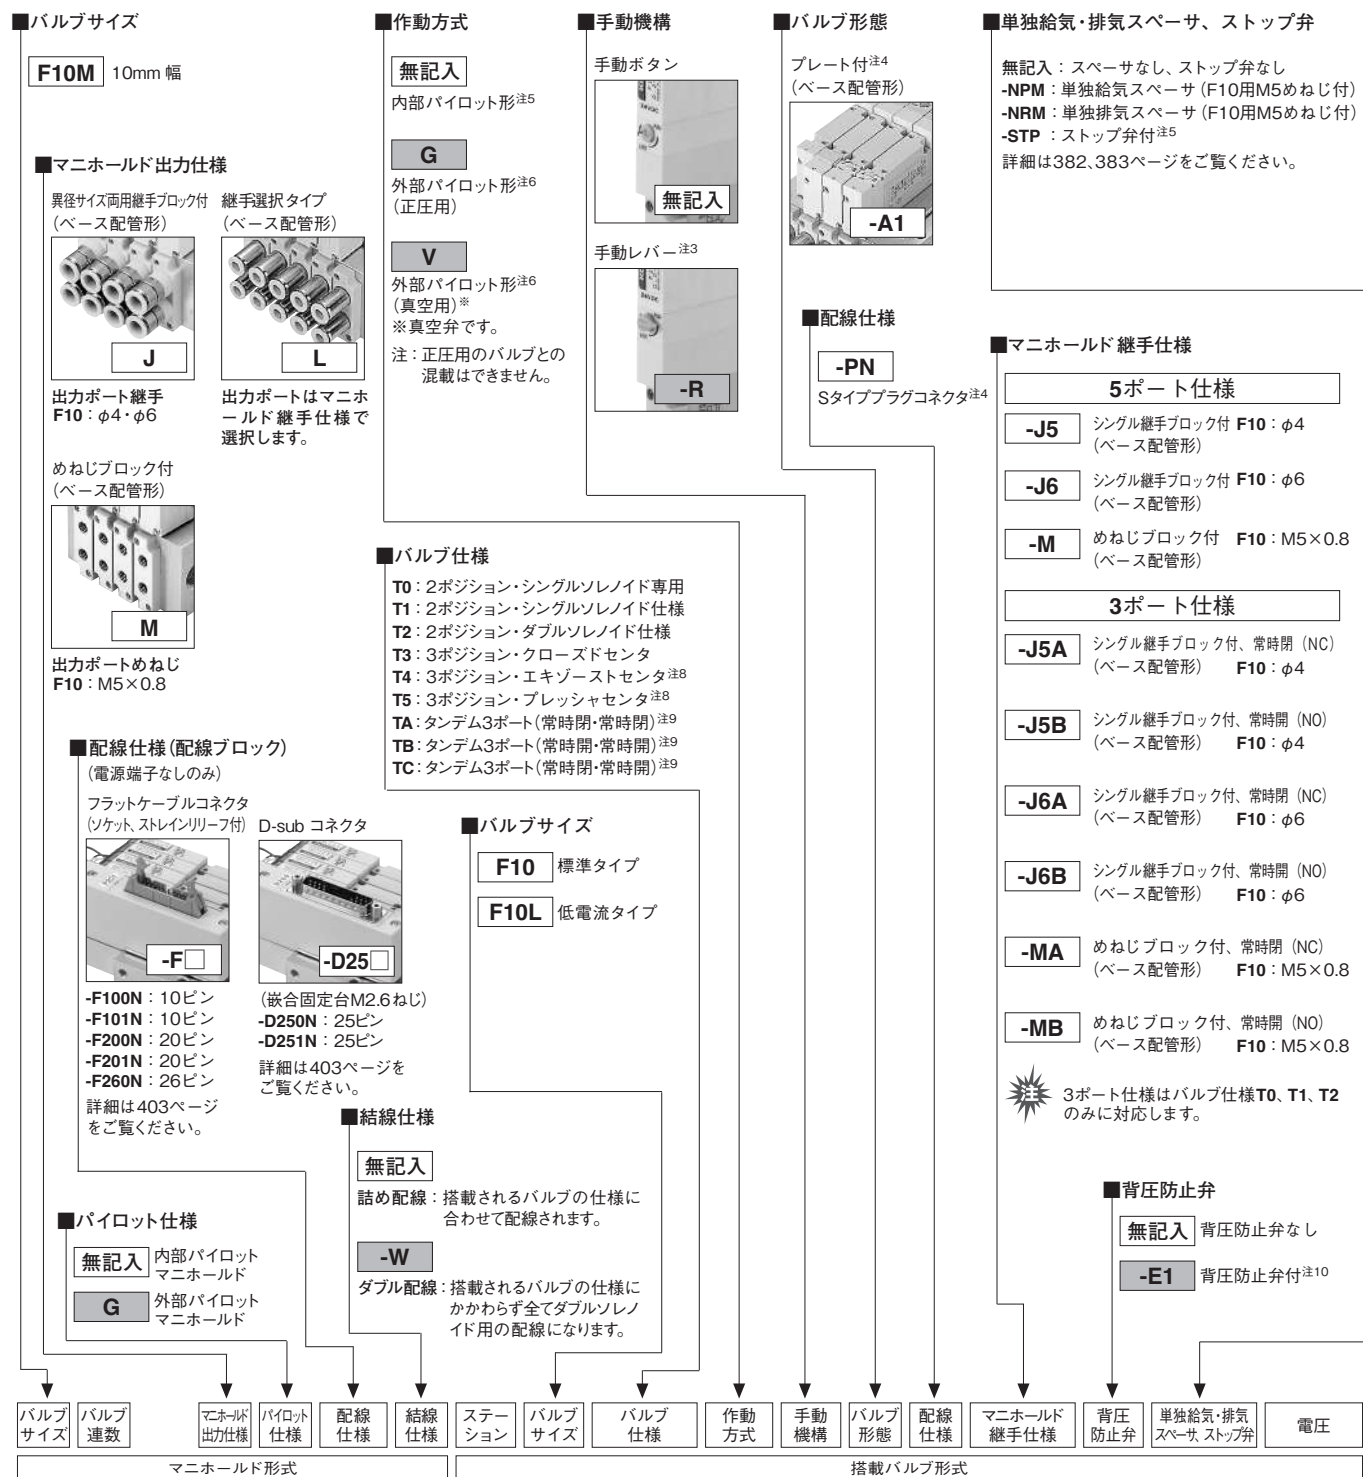 ■バルブサイズ
F10M 10mm 幅
■マニホールド出力仕様
異径サイズ両用継手ブロック付
(ベース配管形)
J
出力ポート継手
F10：φ4・φ6
継手選択タイプ
(ベース配管形)
L
出力ポートはマニホ
ールド継手仕様で
選択します。
めねじブロック付
(ベース配管形)
M
出力ポートめねじ
F10：M5×0.8
■配線仕様(配線ブロック)
(電源端子なしのみ)
フラットケーブルコネクタ
(ソケット、ストレインリリーフ付)
-F□
-F100N：10ピン
-F101N：10ピン
-F200N：20ピン
-F201N：20ピン
-F260N：26ピン
詳細は403ページ
をご覧ください。
D-sub コネクタ
-D25□
(嵌合固定台M2.6ねじ)
-D250N：25ピン
-D251N：25ピン
詳細は403ページを
ご覧ください。
■パイロット仕様
無記入 内部パイロット
マニホールド
G 外部パイロット
マニホールド
■結線仕様
無記入
詰め配線：搭載されるバルブの仕様に
合わせて配線されます。
-W
ダブル配線：搭載されるバルブの仕様に
かかわらず全てダブルソレノ
イド用の配線になります。
■作動方式
無記入
内部パイロット形注5
G
外部パイロット形注6
(正圧用)
V
外部パイロット形注6
(真空用)※
※真空弁です。
注：正圧用のバルブとの
混載はできません。
■バルブ仕様
T0：2ポジション・シングルソレノイド専用
T1：2ポジション・シングルソレノイド仕様
T2：2ポジション・ダブルソレノイド仕様
T3：3ポジション・クローズドセンタ
T4：3ポジション・エキゾーストセンタ注8
T5：3ポジション・プレッシャセンタ注8
TA：タンデム3ポート(常時閉・常時閉)注9
TB：タンデム3ポート(常時開・常時開)注9
TC：タンデム3ポート(常時閉・常時開)注9
■バルブサイズ
F10 標準タイプ
F10L 低電流タイプ
■手動機構
手動ボタン
無記入
手動レバー注3
-R
■バルブ形態
プレート付注4
(ベース配管形)
-A1
■配線仕様
-PN
Sタイププラグコネクタ注4
■単独給気・排気スペーサ、ストップ弁
無記入：スペーサなし、ストップ弁なし
-NPM：単独給気スペーサ(F10用M5めねじ付)
-NRM：単独排気スペーサ(F10用M5めねじ付)
-STP ：ストップ弁付注5
詳細は382、383ページをご覧ください。
■マニホールド継手仕様
5ポート仕様
-J5 シングル継手ブロック付 F10：φ4
(ベース配管形)
-J6 シングル継手ブロック付 F10：φ6
(ベース配管形)
-M めねじブロック付 F10：M5×0.8
(ベース配管形)
3ポート仕様
-J5A シングル継手ブロック付、常時閉(NC)
(ベース配管形) F10：φ4
-J5B シングル継手ブロック付、常時開(NO)
(ベース配管形) F10：φ4
-J6A シングル継手ブロック付、常時閉(NC)
(ベース配管形) F10：φ6
-J6B シングル継手ブロック付、常時開(NO)
(ベース配管形) F10：φ6
-MA めねじブロック付、常時閉(NC)
(ベース配管形) F10：M5×0.8
-MB めねじブロック付、常時開(NO)
(ベース配管形) F10：M5×0.8
注 3ポート仕様はバルブ仕様T0、T1、T2
のみに対応します。
■背圧防止弁
無記入 背圧防止弁なし
-E1 背圧防止弁付注10
バルブ
サイズ
バルブ
連数
マニホールド
出力仕様
パイロット
仕様
配線
仕様
結線
仕様
ステー
ション
バルブ
サイズ
バルブ
仕様
作動
方式
手動
機構
バルブ
形態
配線
仕様
マニホールド
継手仕様
背圧
防止弁
単独給気・排気
スペーサ、ストップ弁
電圧
マニホールド形式
搭載バルブ形式